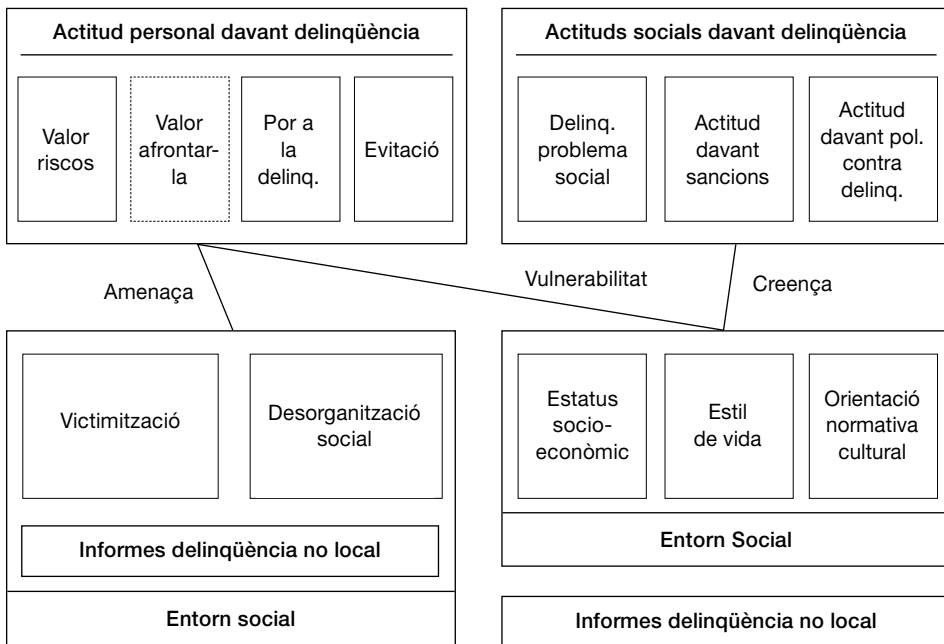 Actitud personal davant delinqüència
Valor
riscos
Valor
afrontar-
la
Por a
la
delinq.
Evitació
Actituds socials davant delinqüència
Delinq.
problema
social
Actitud
davant
sancions
Actitud
davant pol.
contra
delinq.
Amenaça
Vulnerabilitat
Creença
Victimització
Desorganització
social
Informes delinqüència no local
Entorn social
Estatus
socio-
econòmic
Estil
de vida
Orientació
normativa
cultural
Entorn Social
Informes delinqüència no local